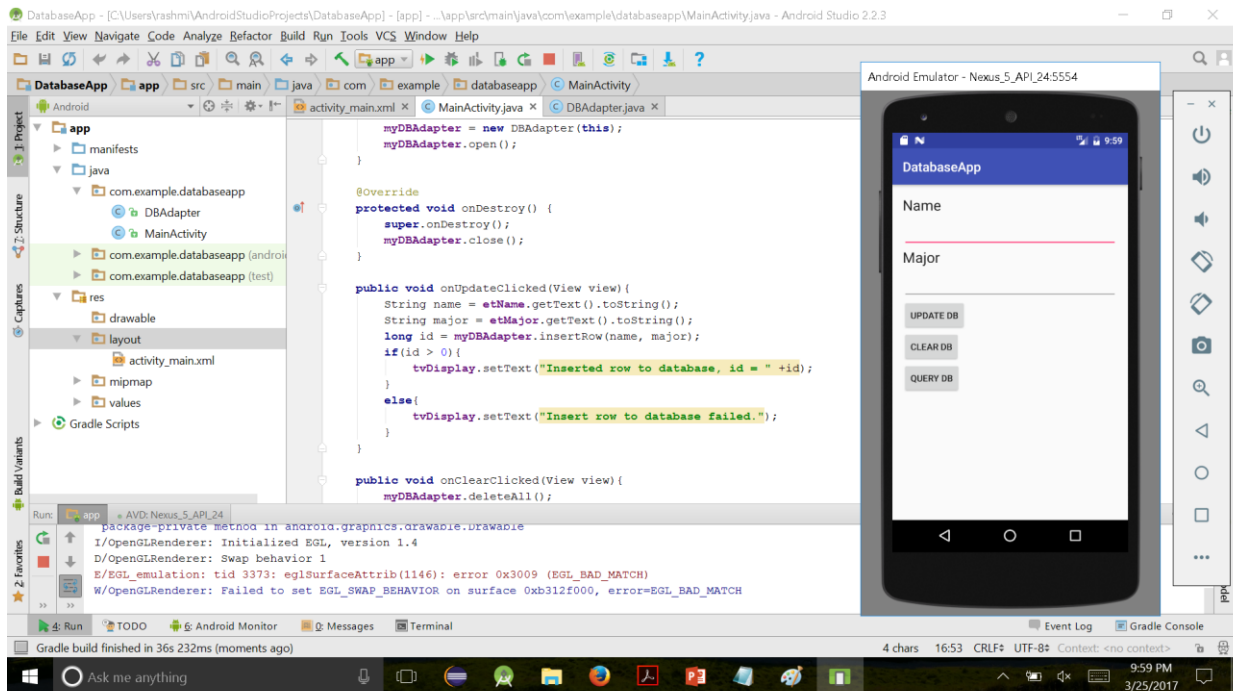 DatabaseApp - [C:\Users\rashmi\AndroidStudioProjects\DatabaseApp] - [app] - ...\app\src\main\java\com\example\databaseapp\MainActivity.java - Android Studio 2.2.3
File Edit View Navigate Code Analyze Refactor Build Run Tools VCS Window Help
app
DatabaseApp app src main java com example databaseapp MainActivity
Android
activity_main.xml MainActivity.java DBAdapter.java
1: Project
7: Structure
Captures
Build Variants
2: Favorites
app
manifests
java
com.example.databaseapp
DBAdapter
MainActivity
com.example.databaseapp (androi
com.example.databaseapp (test)
res
drawable
layout
activity_main.xml
mipmap
values
Gradle Scripts
myDBAdapter = new DBAdapter(this);
myDBAdapter.open();
}
@Override
protected void onDestroy() {
super.onDestroy();
myDBAdapter.close();
}
public void onUpdateClicked(View view){
String name = etName.getText().toString();
String major = etMajor.getText().toString();
long id = myDBAdapter.insertRow(name, major);
if(id > 0){
tvDisplay.setText("Inserted row to database, id = " +id);
}
else{
tvDisplay.setText("Insert row to database failed.");
}
}
public void onClearClicked(View view){
myDBAdapter.deleteAll();
Android Emulator - Nexus_5_API_24:5554
9:59
DatabaseApp
Name
Major
UPDATE DB
CLEAR DB
QUERY DB
Run: app AVD: Nexus_5_API_24
package-private method in android.graphics.drawable.Drawable
I/OpenGLRenderer: Initialized EGL, version 1.4
D/OpenGLRenderer: Swap behavior 1
E/EGL_emulation: tid 3373: eglSurfaceAttrib(1146): error 0x3009 (EGL_BAD_MATCH)
W/OpenGLRenderer: Failed to set EGL_SWAP_BEHAVIOR on surface 0xb312f000, error=EGL_BAD_MATCH
4: Run TODO 6: Android Monitor 0: Messages Terminal Event Log Gradle Console
Gradle build finished in 36s 232ms (moments ago) 4 chars 16:53 CRLF UTF-8 Context: <no context>
Ask me anything
9:59 PM
3/25/2017